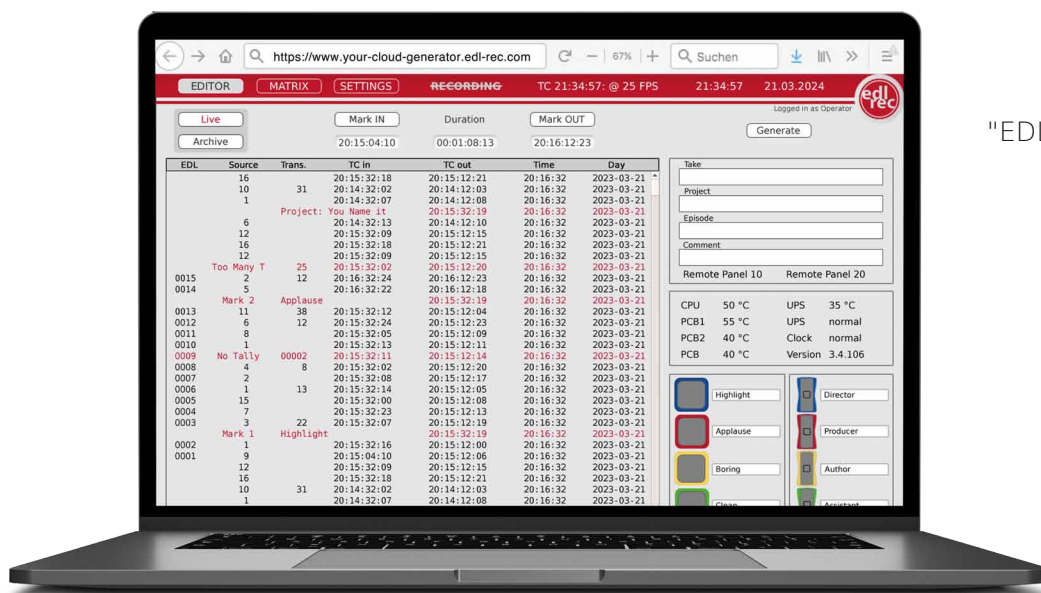 https://www.your-cloud-generator.edl-rec.com 67% Suchen
EDITOR MATRIX SETTINGS RECORDING TC 21:34:57: @ 25 FPS 21:34:57 21.03.2024
edl rec
Logged in as Operator
Live Mark IN Duration Mark OUT Generate
Archive 20:15:04:10 00:01:08:13 20:16:12:23
EDL Source Trans. TC in TC out Time Day
16 20:15:32:18 20:15:12:21 20:16:32 2023-03-21
10 31 20:14:32:02 20:14:12:03 20:16:32 2023-03-21
1 20:14:32:07 20:14:12:08 20:16:32 2023-03-21
Project: You Name it 20:15:32:19 20:16:32 2023-03-21
6 20:14:32:13 20:14:12:10 20:16:32 2023-03-21
12 20:15:32:09 20:15:12:15 20:16:32 2023-03-21
16 20:15:32:18 20:15:12:21 20:16:32 2023-03-21
12 20:15:32:09 20:15:12:15 20:16:32 2023-03-21
Too Many T 25 20:15:32:02 20:15:12:20 20:16:32 2023-03-21
0015 2 12 20:16:32:24 20:16:12:23 20:16:32 2023-03-21
0014 5 20:16:32:22 20:16:12:18 20:16:32 2023-03-21
Mark 2 Applause 20:15:32:19 20:16:32 2023-03-21
0013 11 38 20:15:32:12 20:15:12:04 20:16:32 2023-03-21
0012 6 12 20:15:32:24 20:15:12:23 20:16:32 2023-03-21
0011 8 20:15:32:05 20:15:12:09 20:16:32 2023-03-21
0010 1 20:15:32:13 20:15:12:11 20:16:32 2023-03-21
0009 No Tally 00002 20:15:32:11 20:15:12:14 20:16:32 2023-03-21
0008 4 8 20:15:32:02 20:15:12:20 20:16:32 2023-03-21
0007 2 20:15:32:08 20:15:12:17 20:16:32 2023-03-21
0006 1 13 20:15:32:14 20:15:12:05 20:16:32 2023-03-21
0005 15 20:15:32:00 20:15:12:08 20:16:32 2023-03-21
0004 7 20:15:32:23 20:15:12:13 20:16:32 2023-03-21
0003 3 22 20:15:32:07 20:15:12:19 20:16:32 2023-03-21
Mark 1 Highlight 20:15:32:19 20:16:32 2023-03-21
0002 1 20:15:32:16 20:15:12:00 20:16:32 2023-03-21
0001 9 20:15:04:10 20:15:12:06 20:16:32 2023-03-21
12 20:15:32:09 20:15:12:15 20:16:32 2023-03-21
16 20:15:32:18 20:15:12:21 20:16:32 2023-03-21
10 31 20:14:32:02 20:14:12:03 20:16:32 2023-03-21
1 20:14:32:07 20:14:12:08 20:16:32 2023-03-21
Take
Project
Episode
Comment
Remote Panel 10 Remote Panel 20
CPU 50 °C UPS 35 °C
PCB1 55 °C UPS normal
PCB2 40 °C Clock normal
PCB 40 °C Version 3.4.106
Highlight Director
Applause Producer
Boring Author
Clean Assistant